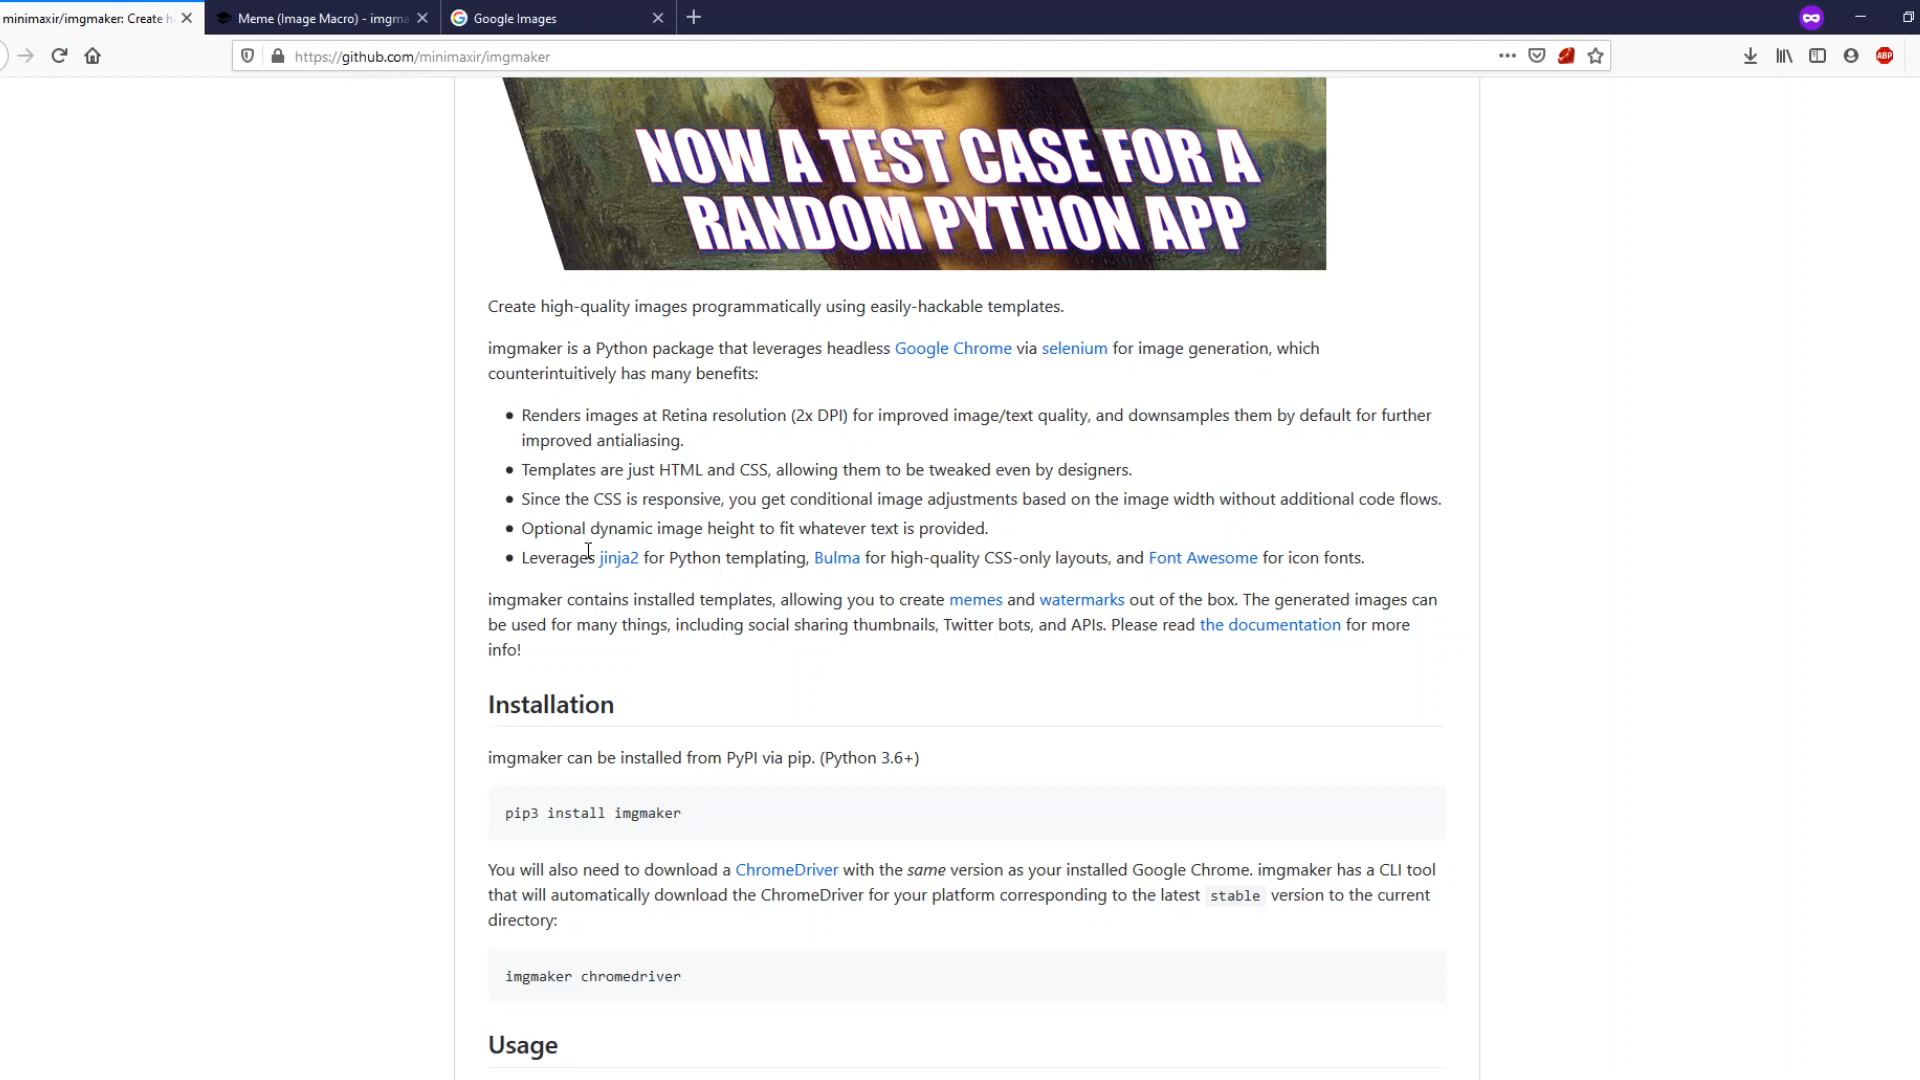 minimaxir/imgmaker: Create h
Meme (Image Macro) - imgma
Google Images
https://github.com/minimaxir/imgmaker
ABP
NOW A TEST CASE FOR A
RANDOM PYTHON APP
Create high-quality images programmatically using easily-hackable templates.
imgmaker is a Python package that leverages headless Google Chrome via selenium for image generation, which
counterintuitively has many benefits:
Renders images at Retina resolution (2x DPI) for improved image/text quality, and downsamples them by default for further
improved antialiasing.
Templates are just HTML and CSS, allowing them to be tweaked even by designers.
Since the CSS is responsive, you get conditional image adjustments based on the image width without additional code flows.
Optional dynamic image height to fit whatever text is provided.
Leverages jinja2 for Python templating, Bulma for high-quality CSS-only layouts, and Font Awesome for icon fonts.
imgmaker contains installed templates, allowing you to create memes and watermarks out of the box. The generated images can
be used for many things, including social sharing thumbnails, Twitter bots, and APIs. Please read the documentation for more
info!
Installation
imgmaker can be installed from PyPI via pip. (Python 3.6+)
pip3 install imgmaker
You will also need to download a ChromeDriver with the same version as your installed Google Chrome. imgmaker has a CLI tool
that will automatically download the ChromeDriver for your platform corresponding to the latest stable version to the current
directory:
imgmaker chromedriver
Usage